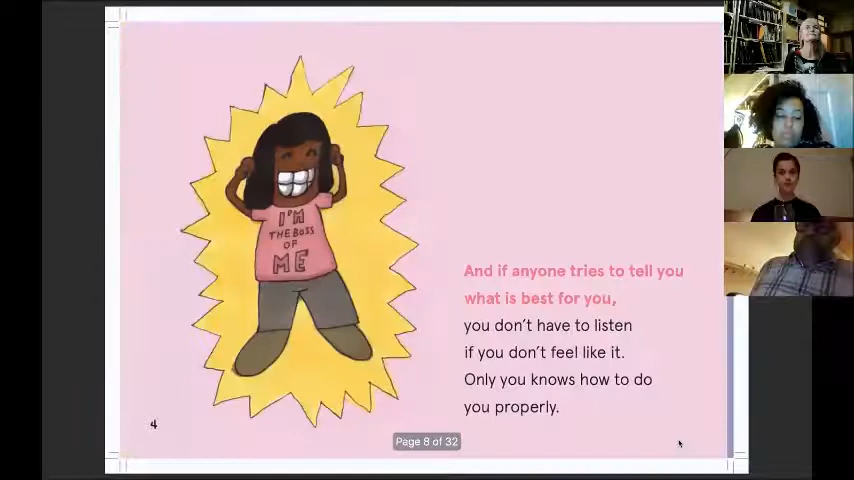 I'M
THE BOSS
OF
ME
And if anyone tries to tell you
what is best for you,
you don't have to listen
if you don't feel like it.
Only you knows how to do
you properly.
4
Page 8 of 32